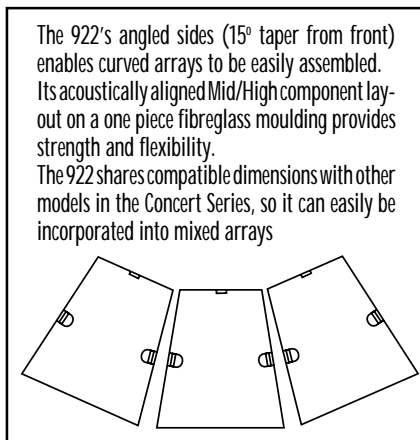 The 922's angled sides (15º taper from front)
enables curved arrays to be easily assembled.
Its acoustically aligned Mid/High component lay-
out on a one piece fibreglass moulding provides
strength and flexibility.
The 922 shares compatible dimensions with other
models in the Concert Series, so it can easily be
incorporated into mixed arrays